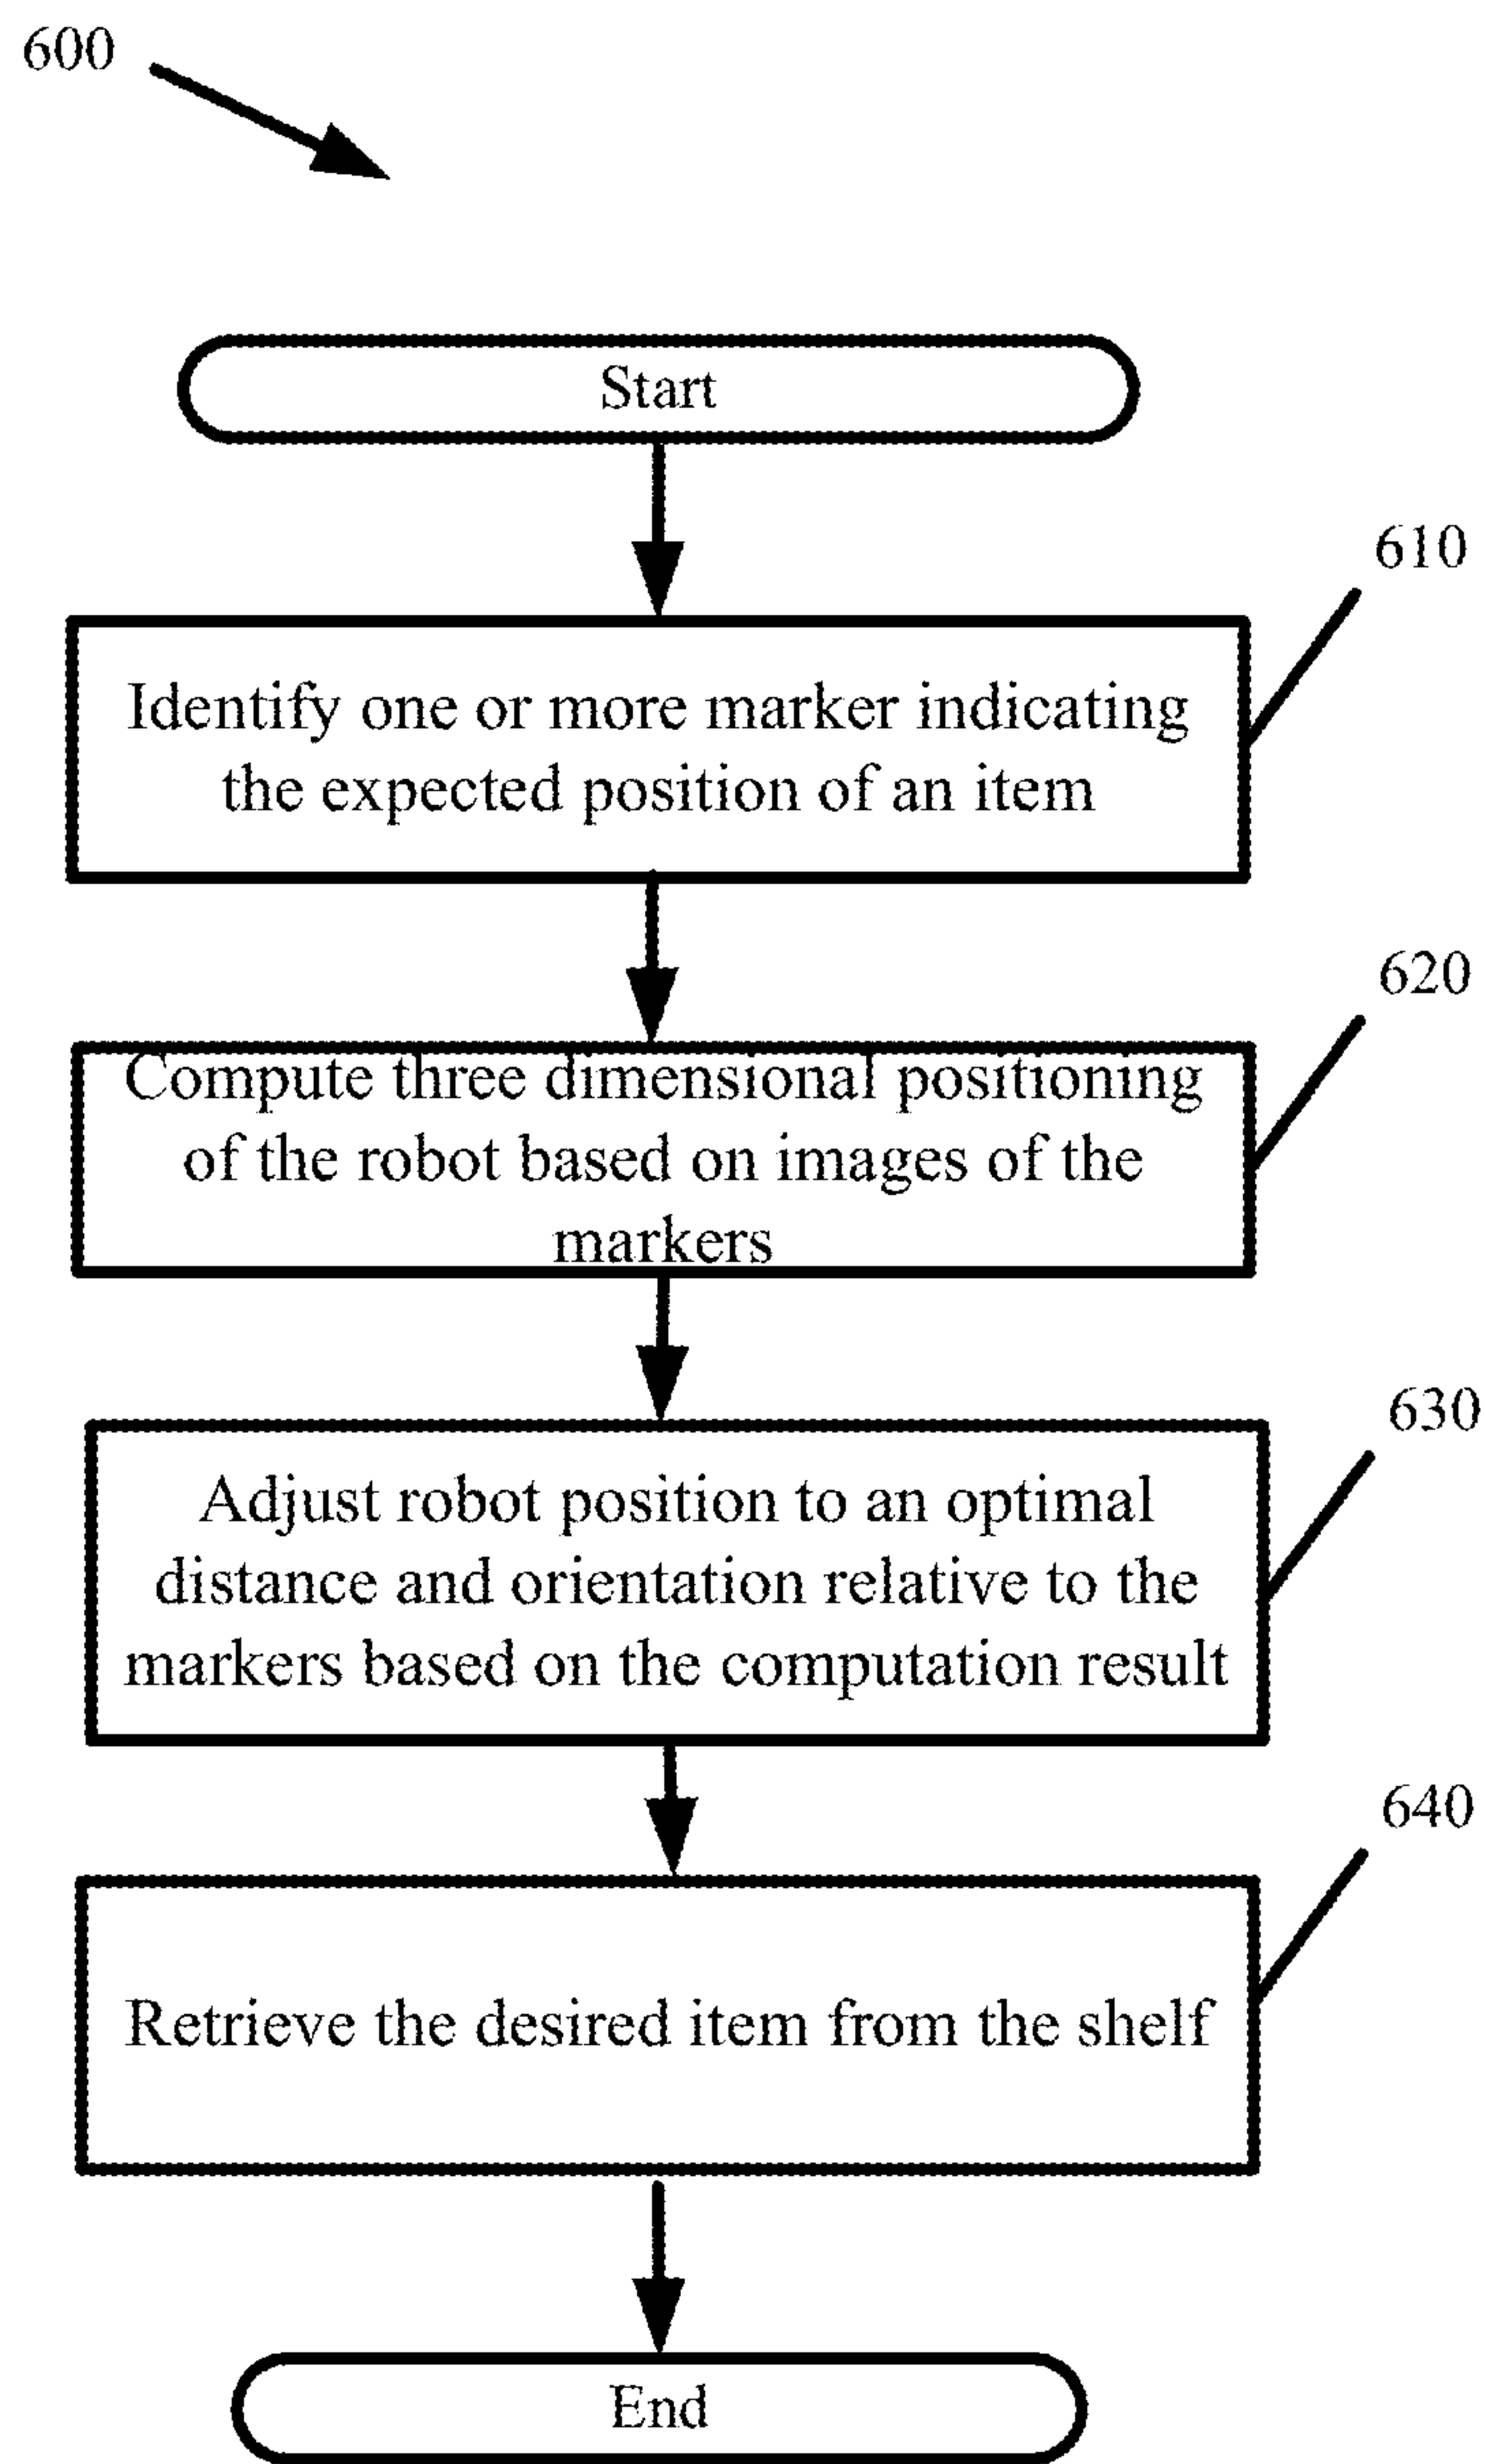 600
Start
610
Identify one or more marker indicating
the expected position of an item
620
Compute three dimensional positioning
of the robot based on images of the
markers
630
Adjust robot position to an optimal
distance and orientation relative to the
markers based on the computation result
640
Retrieve the desired item from the shelf
End